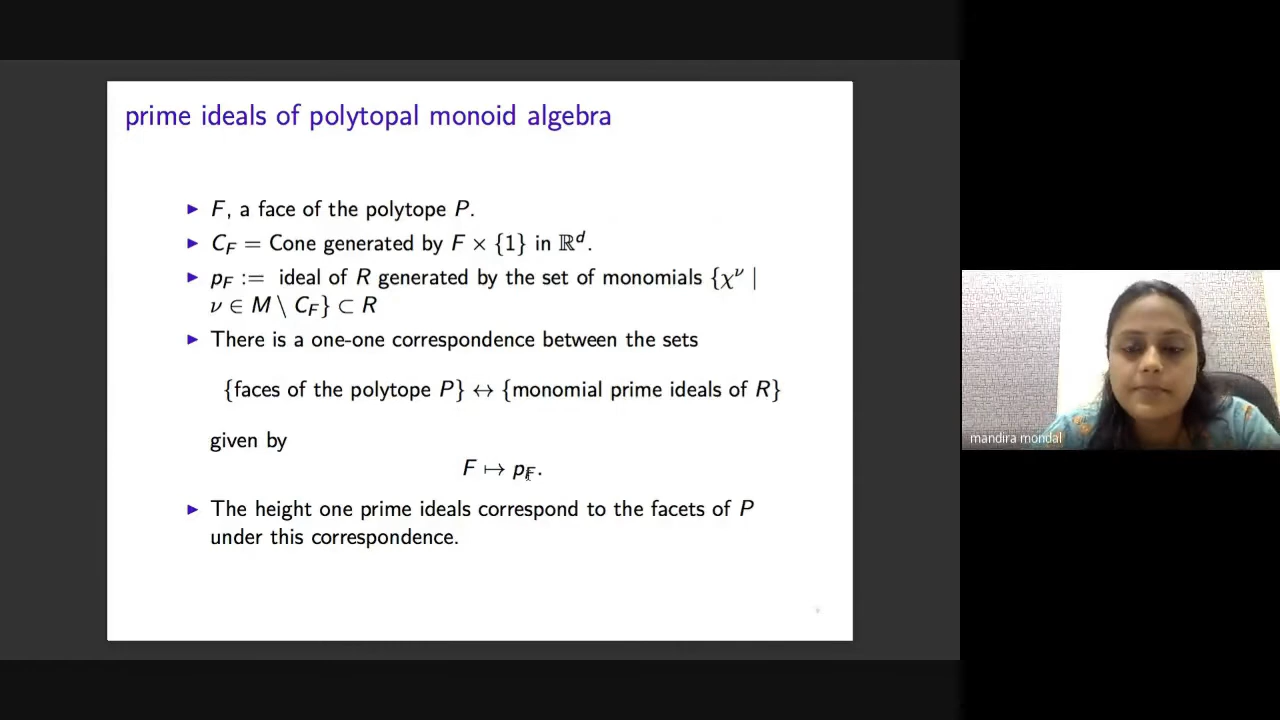 prime ideals of polytopal monoid algebra
▶ F, a face of the polytope P.
▶ C_F = Cone generated by F × {1} in ℝ^d.
▶ p_F := ideal of R generated by the set of monomials {χ^ν |
ν ∈ M \ C_F} ⊂ R
▶ There is a one-one correspondence between the sets
{faces of the polytope P} ↔ {monomial prime ideals of R}
given by
F ↦ p_F.
▶ The height one prime ideals correspond to the facets of P
under this correspondence.
mandira mondal